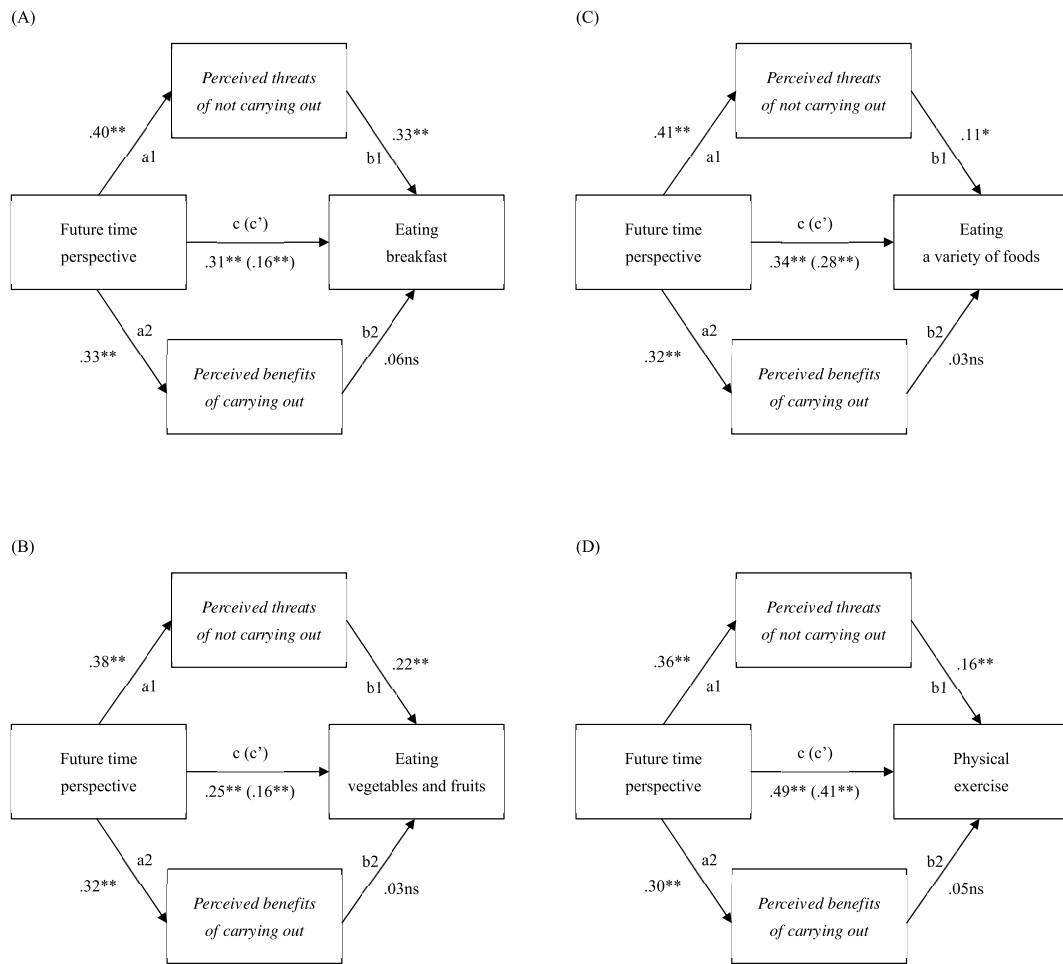 (A)
Perceived threats
of not carrying out
.40**
a1
.33**
b1
Future time
perspective
c (c’)
.31** (.16**)
Eating
breakfast
a2
.33**
b2
.06ns
Perceived benefits
of carrying out
(C)
Perceived threats
of not carrying out
.41**
a1
.11*
b1
Future time
perspective
c (c’)
.34** (.28**)
Eating
a variety of foods
a2
.32**
b2
.03ns
Perceived benefits
of carrying out
(B)
Perceived threats
of not carrying out
.38**
a1
.22**
b1
Future time
perspective
c (c’)
.25** (.16**)
Eating
vegetables and fruits
a2
.32**
b2
.03ns
Perceived benefits
of carrying out
(D)
Perceived threats
of not carrying out
.36**
a1
.16**
b1
Future time
perspective
c (c’)
.49** (.41**)
Physical
exercise
a2
.30**
b2
.05ns
Perceived benefits
of carrying out